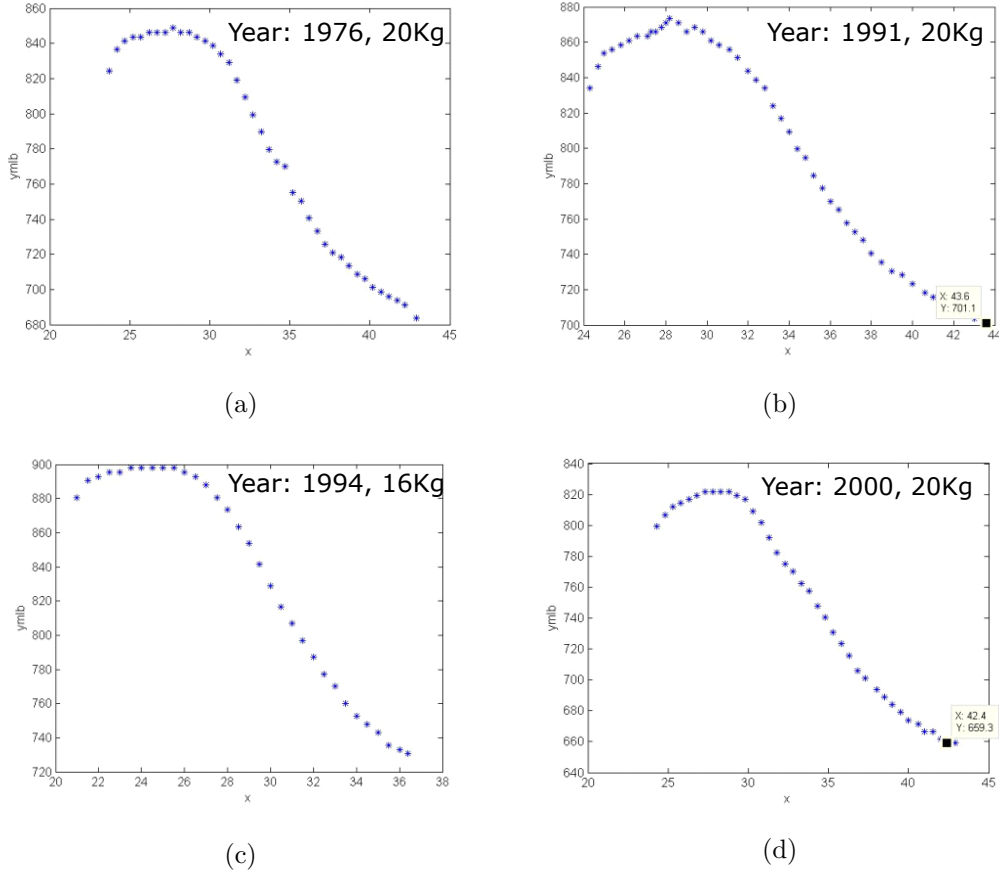 Year: 1976, 20Kg
860
840
820
800
780
760
740
720
700
680
ymlb
20 25 30 35 40 45
x
(a)
Year: 1991, 20Kg
880
860
840
820
800
780
760
740
720
700
ymlb
X: 43.6
Y: 701.1
24 26 28 30 32 34 36 38 40 42 44
x
(b)
Year: 1994, 16Kg
900
880
860
840
820
800
780
760
740
720
ymlb
20 22 24 26 28 30 32 34 36 38
x
(c)
Year: 2000, 20Kg
840
820
800
780
760
740
720
700
680
660
640
ymlb
X: 42.4
Y: 659.3
20 25 30 35 40 45
x
(d)